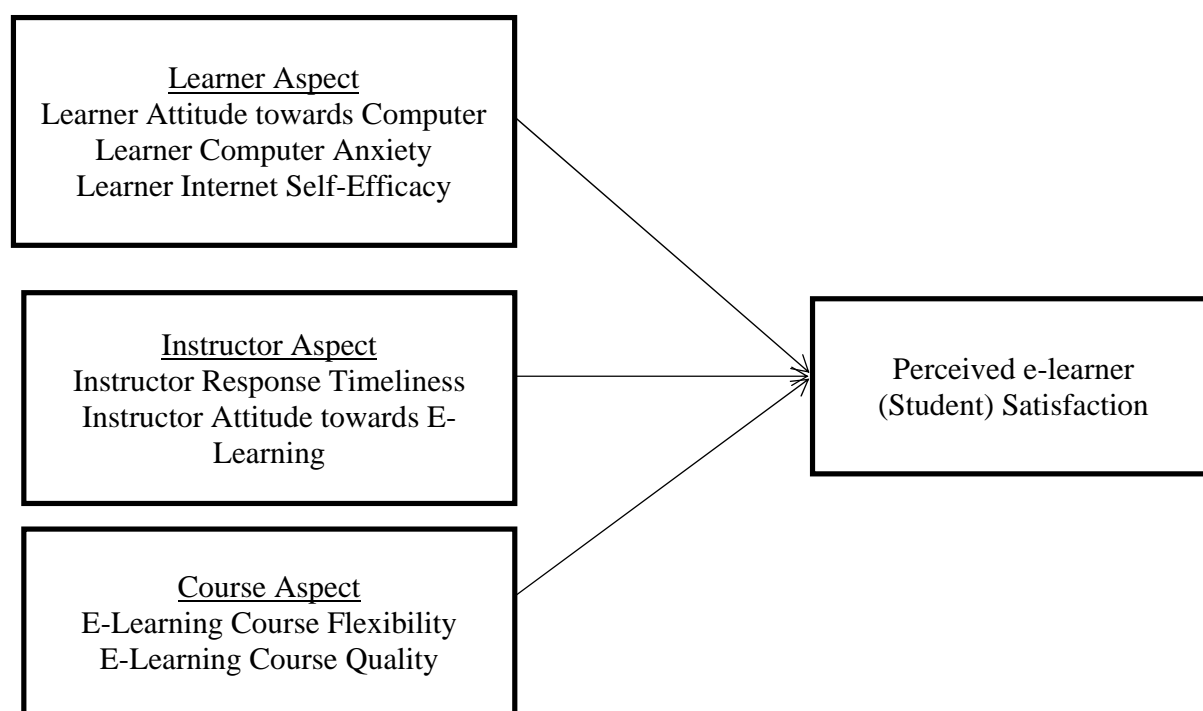 Learner Aspect
Learner Attitude towards Computer
Learner Computer Anxiety
Learner Internet Self-Efficacy
Instructor Aspect
Instructor Response Timeliness
Instructor Attitude towards E-
Learning
Course Aspect
E-Learning Course Flexibility
E-Learning Course Quality
Perceived e-learner
(Student) Satisfaction